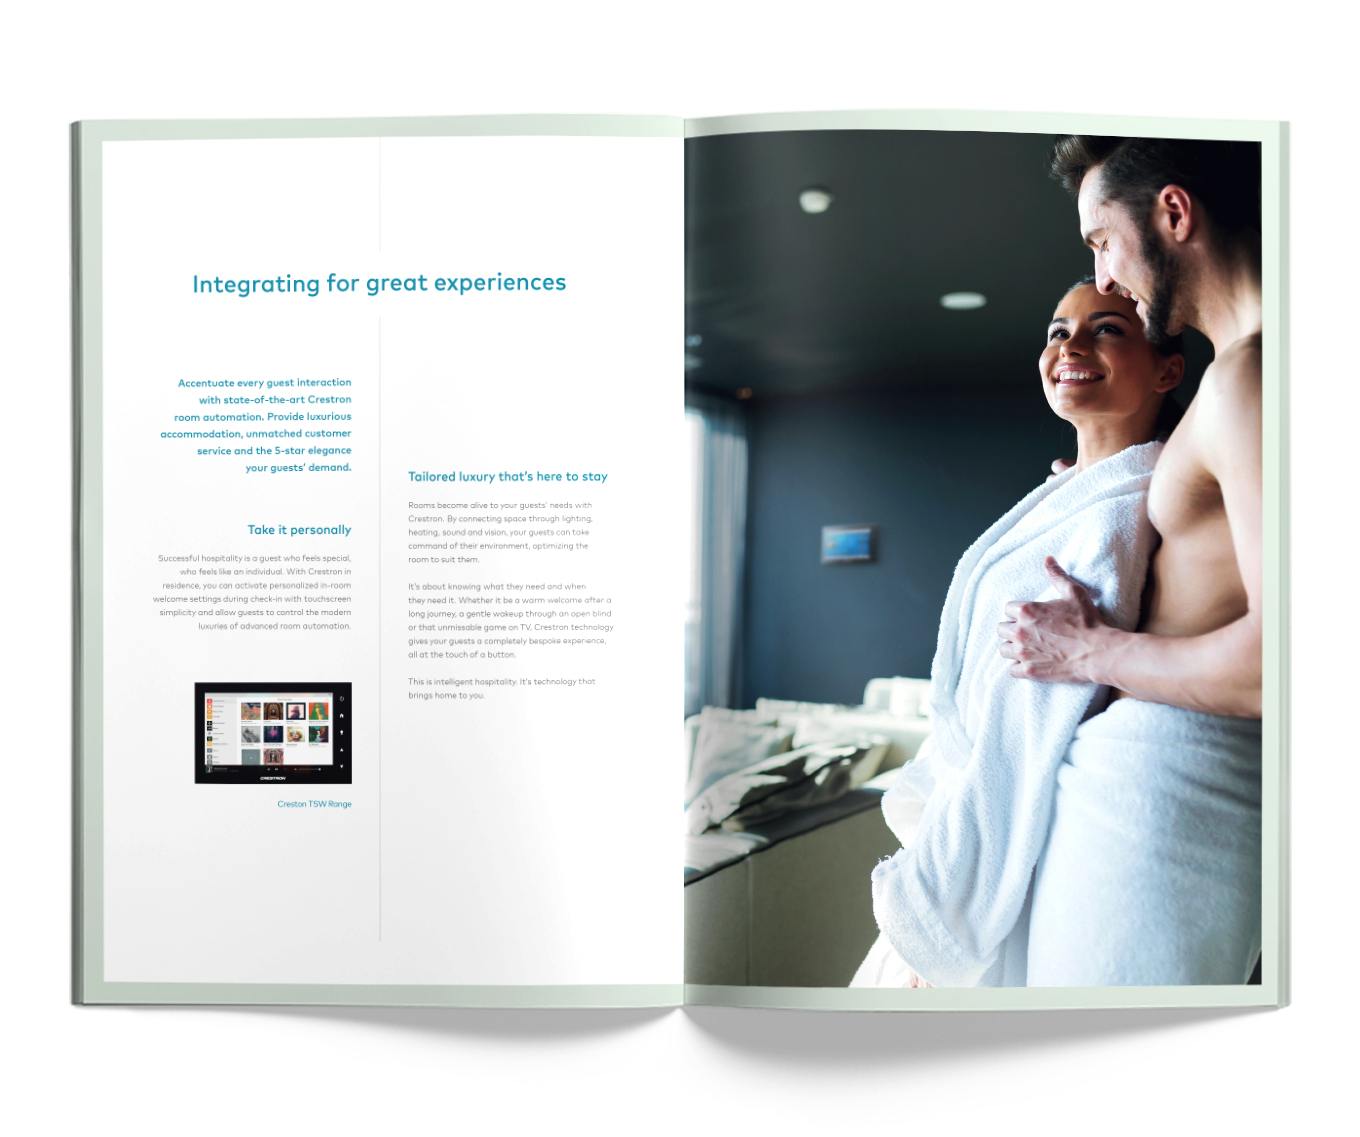 Integrating for great experiences
Accentuate every guest interaction
with state-of-the-art Crestron
room automation. Provide luxurious
accommodation, unmatched customer
service and the 5-star elegance
your guests' demand.
Take it personally
Successful hospitality is a guest who feels special,
who feels like an individual. With Crestron in
residence, you can activate personalized in-room
welcome settings during check-in with touchscreen
simplicity and allow guests to control the modern
luxuries of advanced room automation.
CRESTRON
Creston TSW Range
Tailored luxury that's here to stay
Rooms become alive to your guests' needs with
Crestron. By connecting space through lighting,
heating, sound and vision, your guests can take
command of their environment, optimizing the
room to suit them.
It's about knowing what they need and when
they need it. Whether it be a warm welcome after a
long journey, a gentle wakeup through an open blind
or that unmissable game on TV, Crestron technology
gives your guests a completely bespoke experience,
all at the touch of a button.
This is intelligent hospitality. It's technology that
brings home to you.